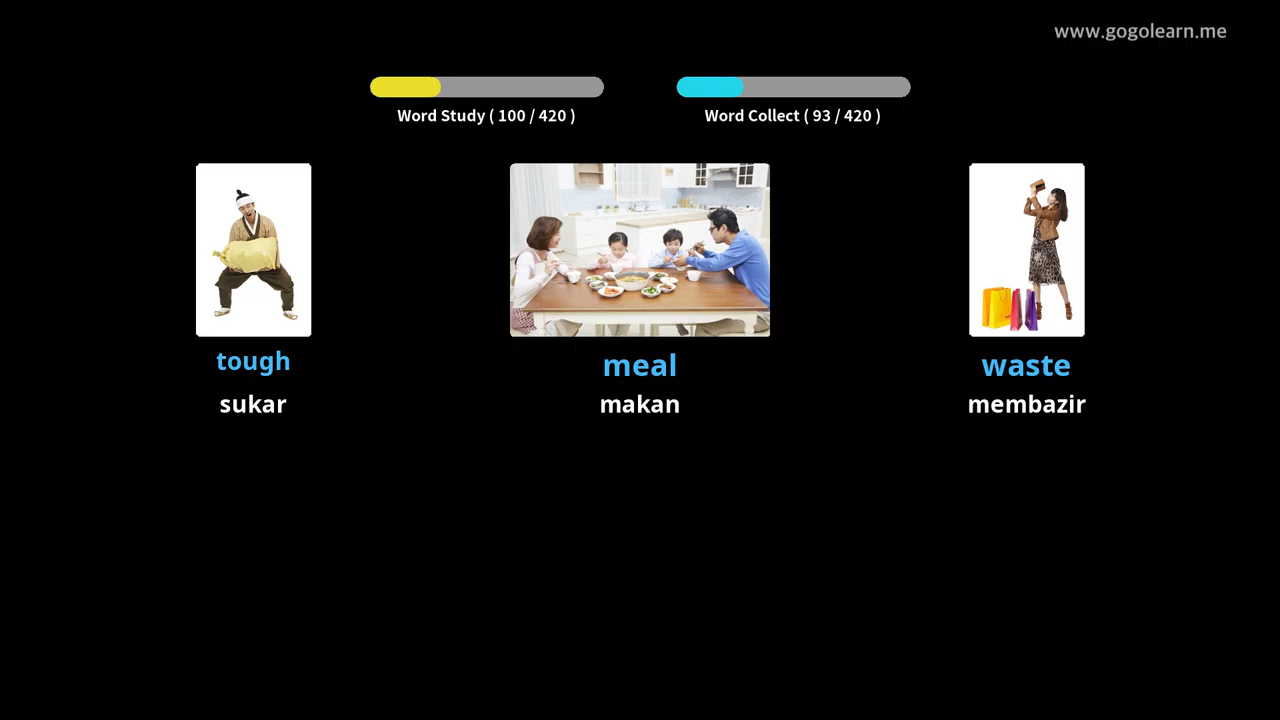 www.gogolearn.me
Word Study ( 100 / 420 )
Word Collect ( 93 / 420 )
tough
meal
waste
sukar
makan
membazir